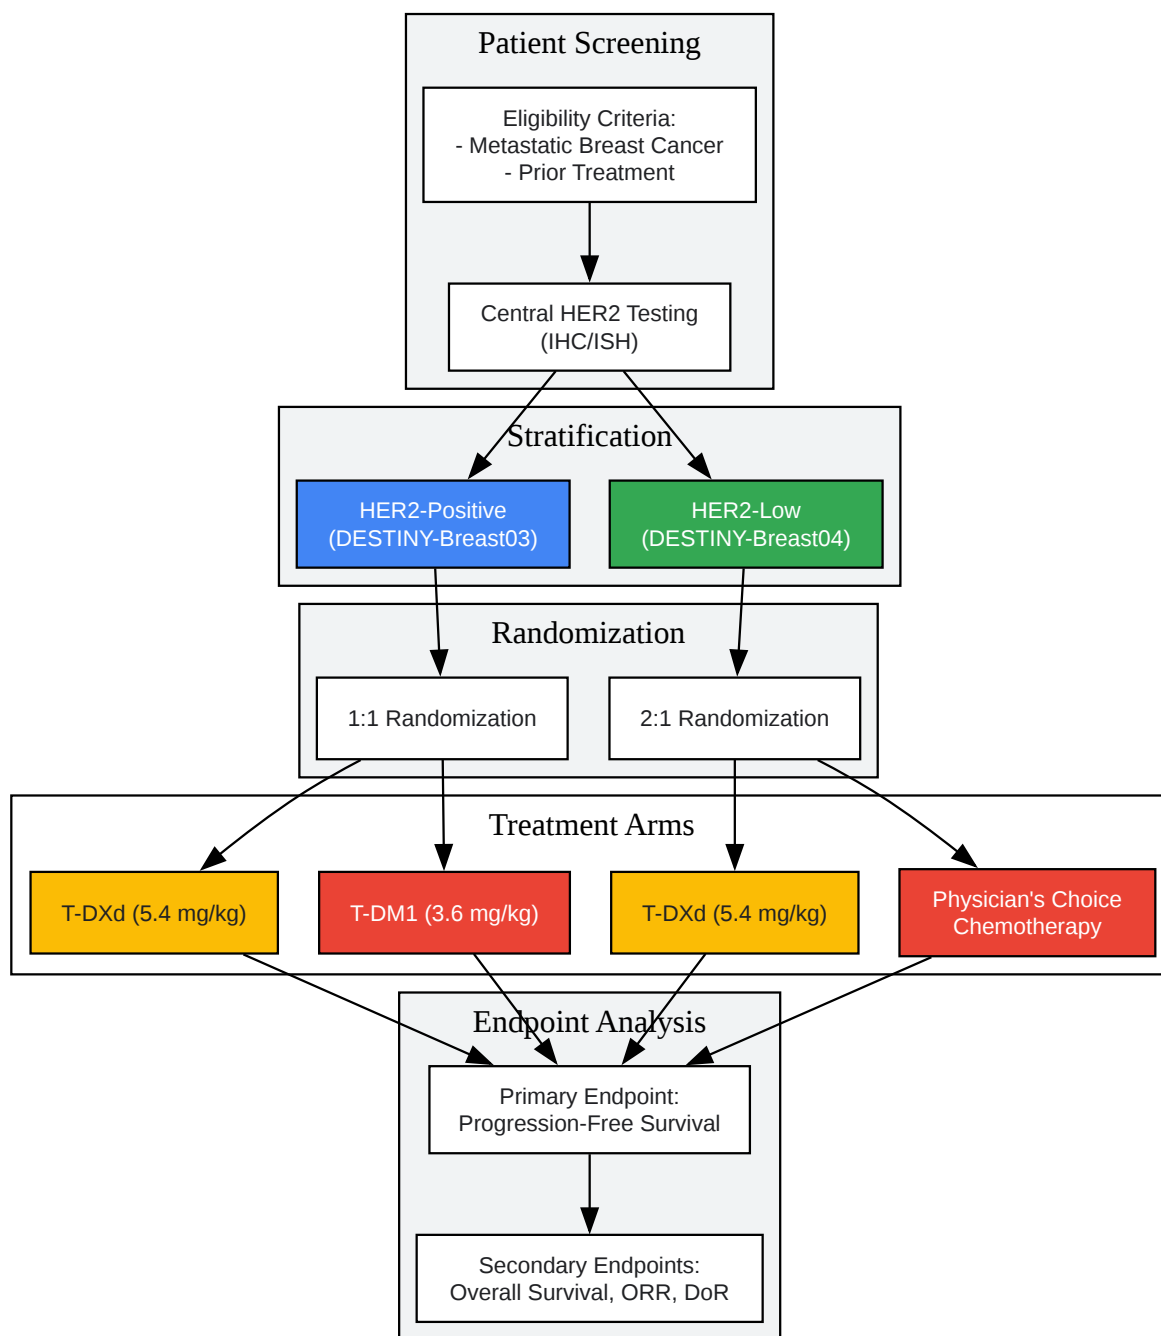 Patient Screening
Eligibility Criteria:
- Metastatic Breast Cancer
- Prior Treatment
Central HER2 Testing
(IHC/ISH)
Stratification
HER2-Positive
(DESTINY-Breast03)
HER2-Low
(DESTINY-Breast04)
Randomization
1:1 Randomization
2:1 Randomization
Treatment Arms
T-DXd (5.4 mg/kg)
T-DM1 (3.6 mg/kg)
T-DXd (5.4 mg/kg)
Physician's Choice
Chemotherapy
Endpoint Analysis
Primary Endpoint:
Progression-Free Survival
Secondary Endpoints:
Overall Survival, ORR, DoR